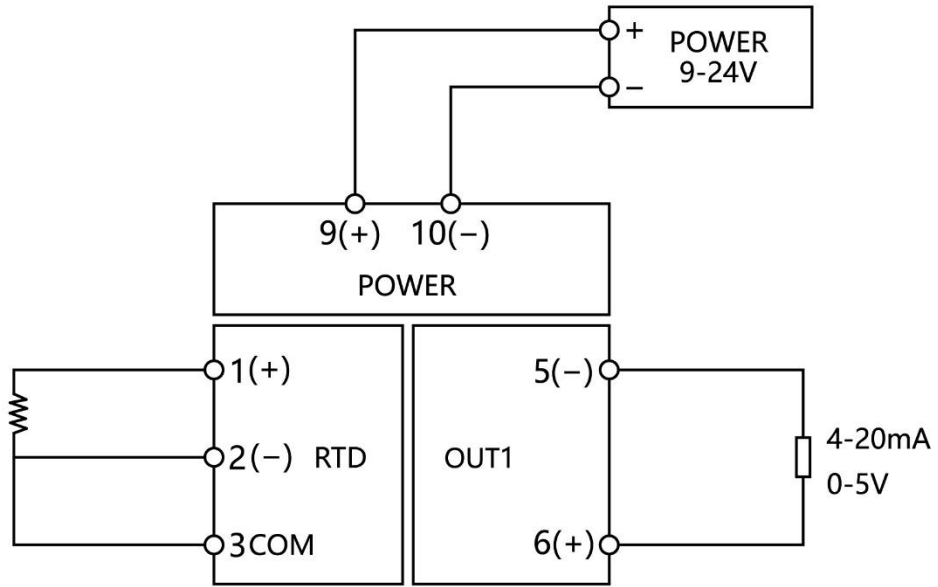 +
POWER
9-24V
−
9(+) 10(−)
POWER
1(+)
5(−)
4-20mA
2(−) RTD
OUT1
0-5V
3COM
6(+)